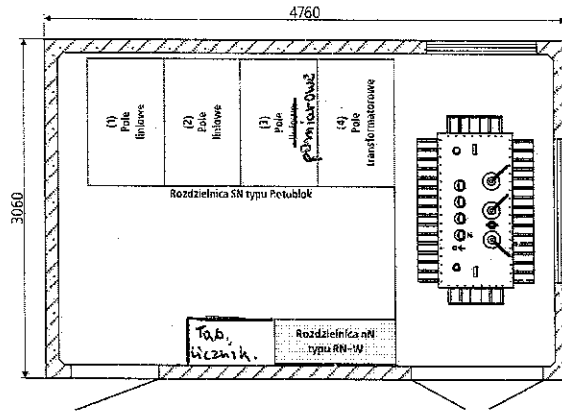 4760
3060
(1)
Pole
liniowe
(2)
Pole
liniowe
(3)
Pole
liniowe
pomiarowe
(4)
Pole
transformatorowe
Rozdzielnica SN typu Rotoblok
Tab.
licznik.
Rozdzielnica nN
typu RN-W